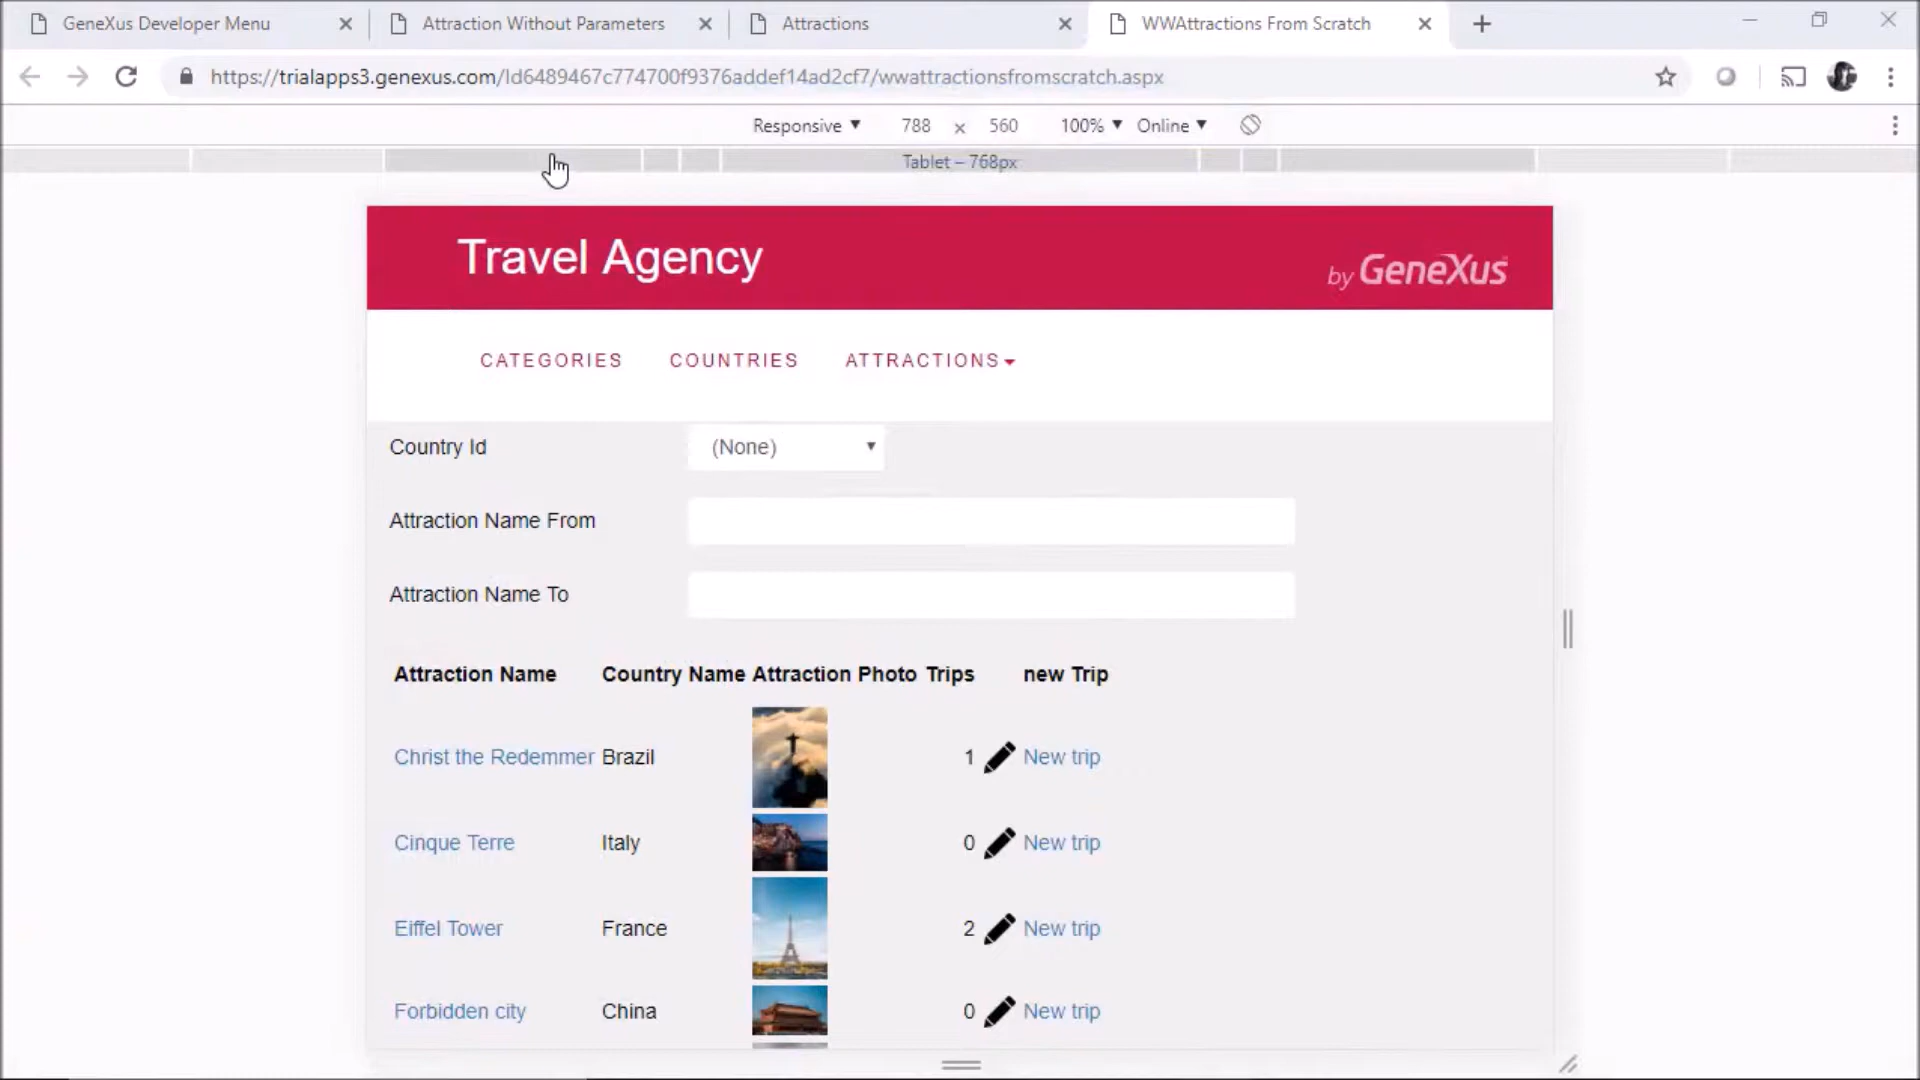 GeneXus Developer Menu
Attraction Without Parameters
Attractions
WWAttractions From Scratch
https://trialapps3.genexus.com/Id6489467c774700f9376addef14ad2cf7/wwattractionsfromscratch.aspx
Responsive ▼ 788 x 560 100% ▼ Online ▼
Tablet – 768px
Travel Agency
by GeneXus
CATEGORIES COUNTRIES ATTRACTIONS
Country Id (None)
Attraction Name From
Attraction Name To
Attraction Name Country Name Attraction Photo Trips new Trip
Christ the Redemmer Brazil 1 New trip
Cinque Terre Italy 0 New trip
Eiffel Tower France 2 New trip
Forbidden city China 0 New trip